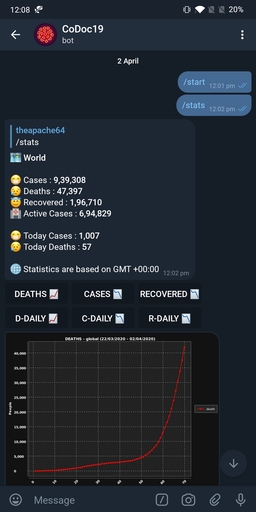 12:08
20%
CoDoc19
bot
2 April
/start 12:01 pm
/stats 12:02 pm
theapache64
/stats
World
Cases : 9,39,308
Deaths : 47,397
Recovered : 1,96,710
Active Cases : 6,94,829
Today Cases : 1,007
Today Deaths : 57
Statistics are based on GMT +00:00
12:02 pm
DEATHS
CASES
RECOVERED
D-DAILY
C-DAILY
R-DAILY
DEATHS - global (22/03/2020 - 02/04/2020)
40,000
35,000
30,000
25,000
20,000
15,000
10,000
5,000
0
People
Message